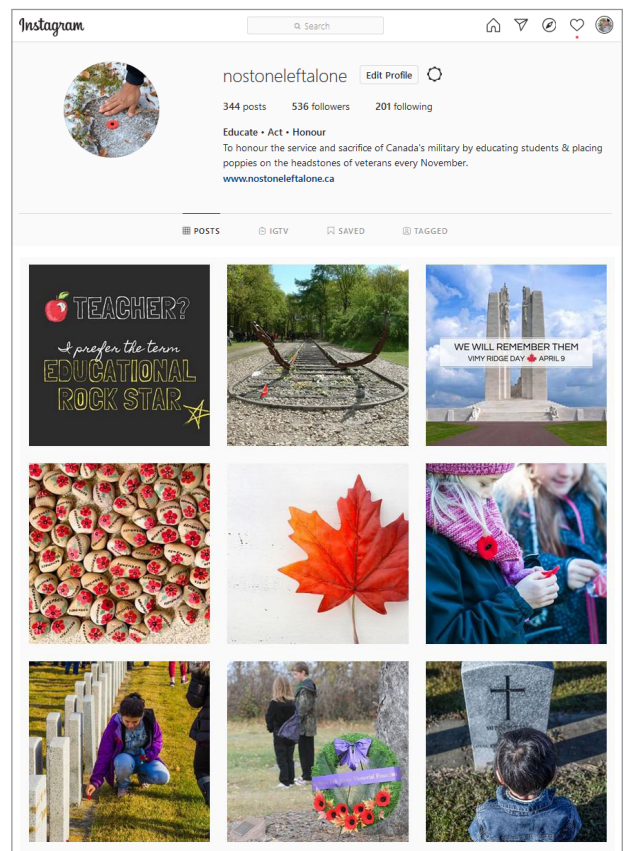 Instagram
Search
nostoneleftalone Edit Profile
344 posts 536 followers 201 following
Educate • Act • Honour
To honour the service and sacrifice of Canada's military by educating students & placing
poppies on the headstones of veterans every November.
www.nostoneleftalone.ca
POSTS IGTV SAVED TAGGED
TEACHER?
I prefer the term
EDUCATIONAL
ROCK STAR
WE WILL REMEMBER THEM
VIMY RIDGE DAY APRIL 9